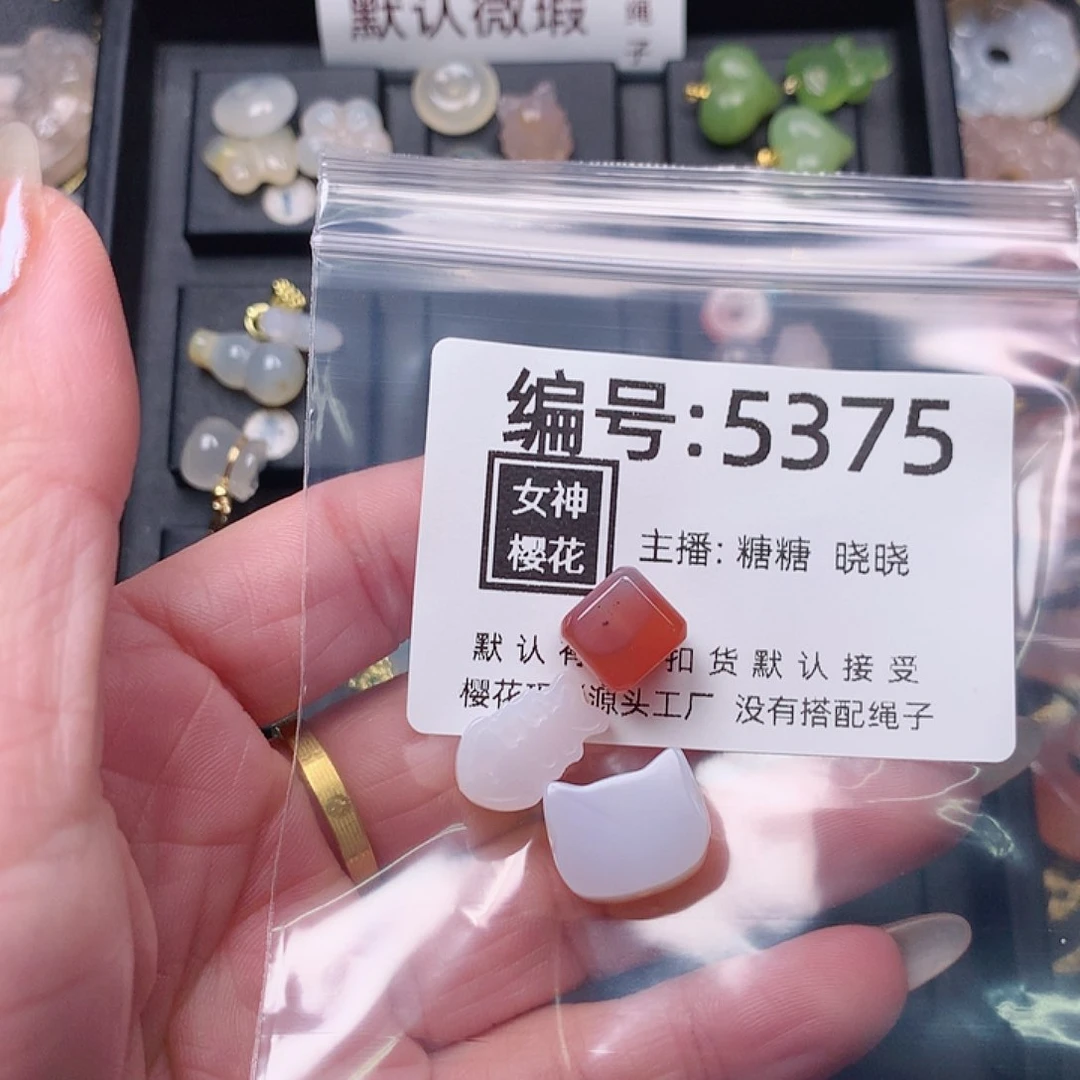 默认微瑕
绳
子
编号:5375
女神
樱花
主播: 糖糖 晓晓
默认有 扣货默认接受
樱花 源头工厂 没有搭配绳子